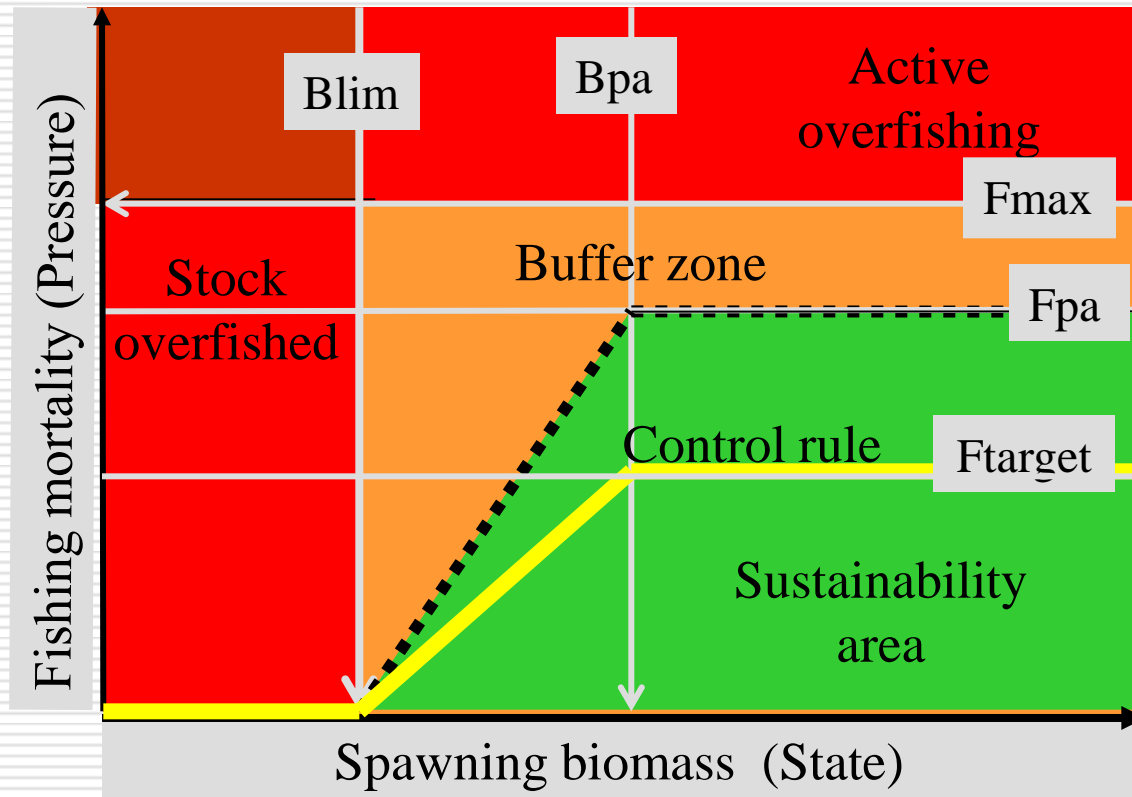 Fishing mortality (Pressure)
Blim
Bpa
Active
overfishing
Fmax
Buffer zone
Stock
overfished
Fpa
Control rule
Ftarget
Sustainability
area
Spawning biomass (State)